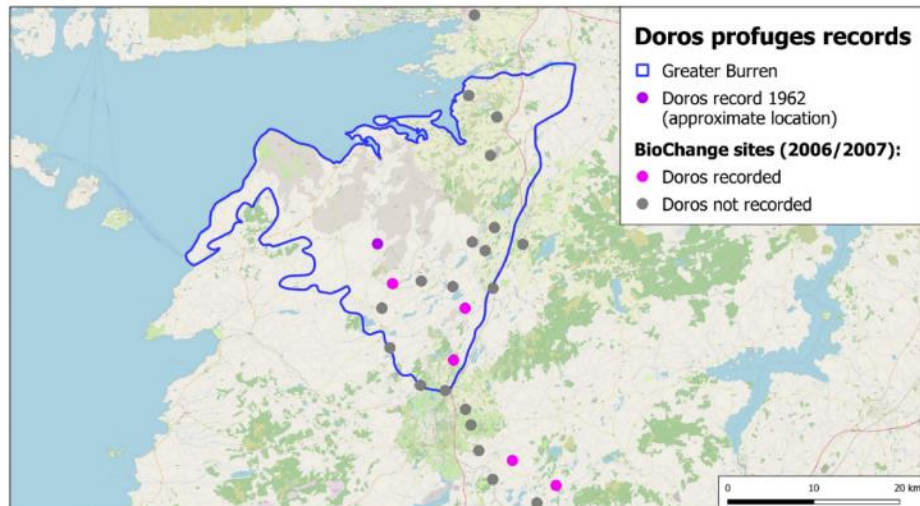 Doros profuges records
Greater Burren
Doros record 1962
(approximate location)
BioChange sites (2006/2007):
Doros recorded
Doros not recorded
0 10 20 km